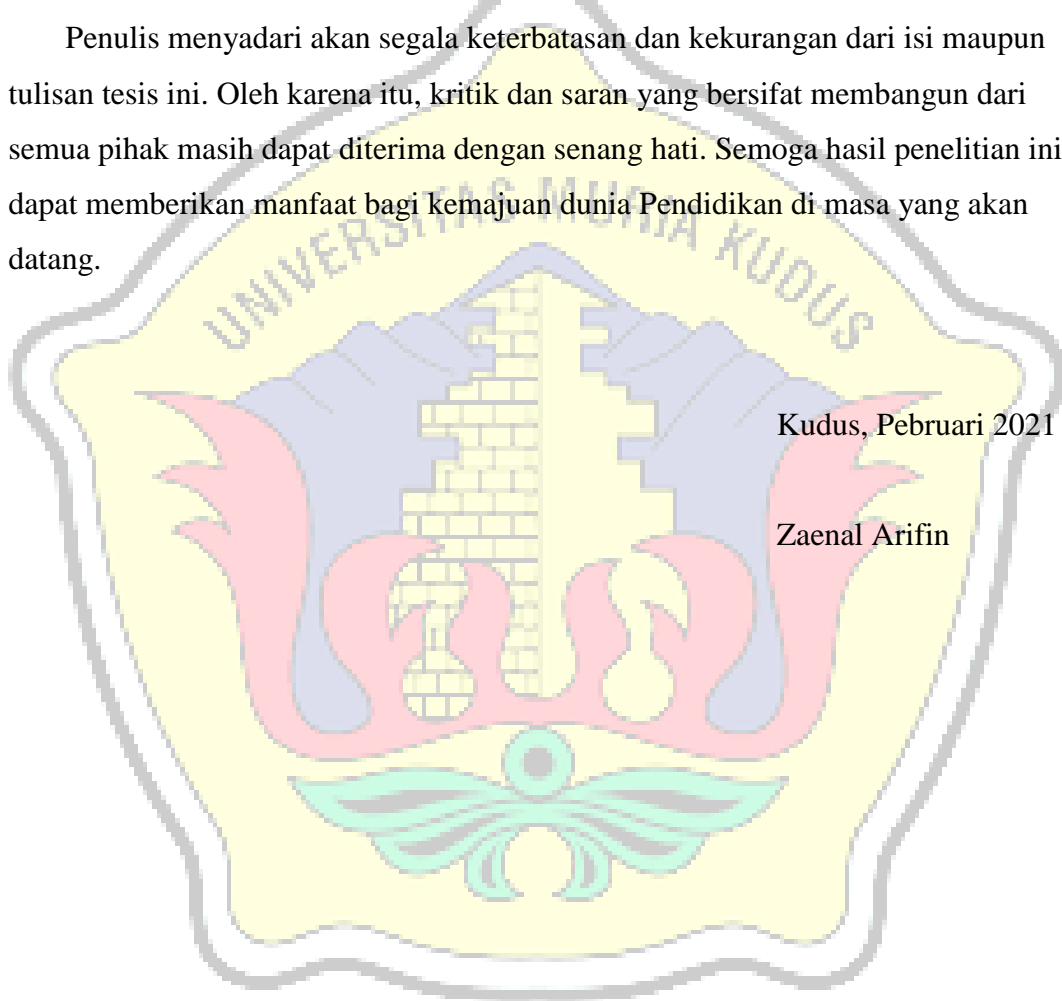 Penulis menyadari akan segala keterbatasan dan kekurangan dari isi maupun
tulisan tesis ini. Oleh karena itu, kritik dan saran yang bersifat membangun dari
semua pihak masih dapat diterima dengan senang hati. Semoga hasil penelitian ini
dapat memberikan manfaat bagi kemajuan dunia Pendidikan di masa yang akan
datang.
UNIVERSITAS MURIA KUDUS
Kudus, Pebruari 2021
Zaenal Arifin